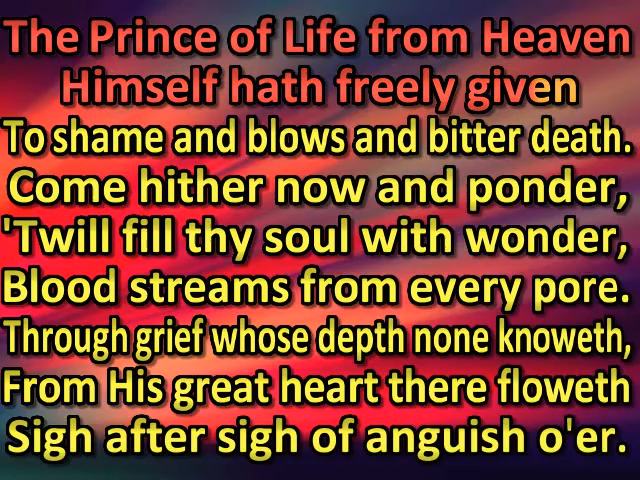 The Prince of Life from Heaven
Himself hath freely given
To shame and blows and bitter death.
Come hither now and ponder,
'Twill fill thy soul with wonder,
Blood streams from every pore.
Through grief whose depth none knoweth,
From His great heart there floweth
Sigh after sigh of anguish o'er.